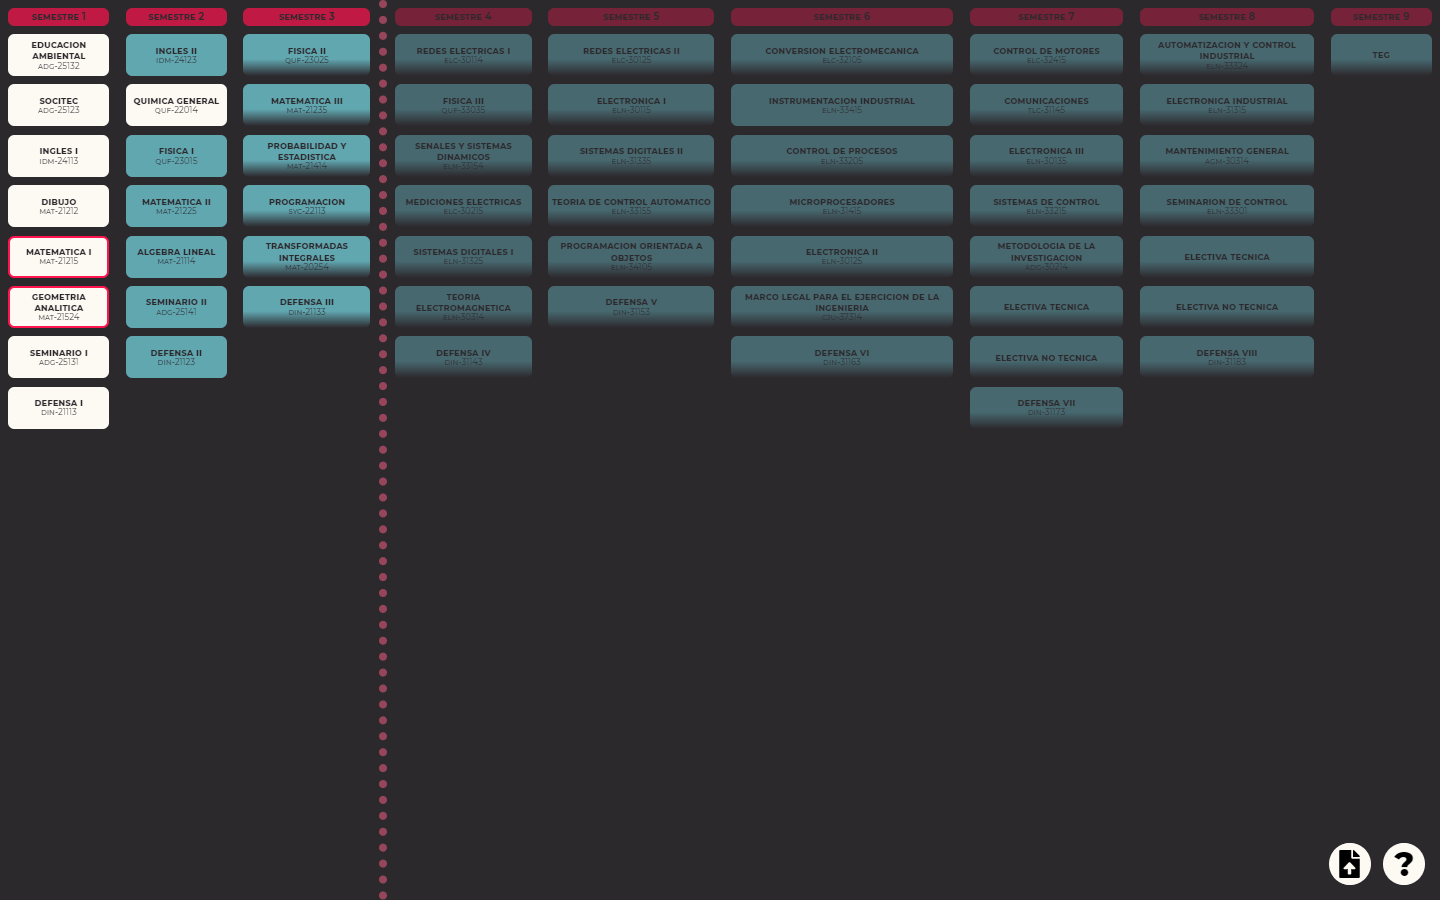 SEMESTRE 1
EDUCACION
AMBIENTAL
ADG-25132
SOCITEC
ADG-25123
INGLES I
IDM-24113
DIBUJO
MAT-21212
MATEMATICA I
MAT-21215
GEOMETRIA
ANALITICA
MAT-21524
SEMINARIO I
ADG-25131
DEFENSA I
DIN-21113
SEMESTRE 2
INGLES II
IDM-24123
QUIMICA GENERAL
QUF-22014
FISICA I
QUF-23015
MATEMATICA II
MAT-21225
ALGEBRA LINEAL
MAT-21114
SEMINARIO II
ADG-25141
DEFENSA II
DIN-21123
SEMESTRE 3
FISICA II
QUF-23025
MATEMATICA III
MAT-21235
PROBABILIDAD Y
ESTADISTICA
MAT-21414
PROGRAMACION
SYC-22113
TRANSFORMADAS
INTEGRALES
MAT-20254
DEFENSA III
DIN-21133
SEMESTRE 4
REDES ELECTRICAS I
ELC-30114
FISICA III
QUF-33035
SENALES Y SISTEMAS
DINAMICOS
ELN-33154
MEDICIONES ELECTRICAS
ELC-30215
SISTEMAS DIGITALES I
ELN-31325
TEORIA
ELECTROMAGNETICA
ELN-30314
DEFENSA IV
DIN-31143
SEMESTRE 5
REDES ELECTRICAS II
ELC-30125
ELECTRONICA I
ELN-30115
SISTEMAS DIGITALES II
ELN-31335
TEORIA DE CONTROL AUTOMATICO
ELN-33155
PROGRAMACION ORIENTADA A
OBJETOS
ELN-34105
DEFENSA V
DIN-31153
SEMESTRE 6
CONVERSION ELECTROMECANICA
ELC-32105
INSTRUMENTACION INDUSTRIAL
ELN-33415
CONTROL DE PROCESOS
ELN-33205
MICROPROCESADORES
ELN-31415
ELECTRONICA II
ELN-30125
MARCO LEGAL PARA EL EJERCICION DE LA
INGENIERIA
CJU-37314
DEFENSA VI
DIN-31163
SEMESTRE 7
CONTROL DE MOTORES
ELC-32415
COMUNICACIONES
TLC-31145
ELECTRONICA III
ELN-30135
SISTEMAS DE CONTROL
ELN-33215
METODOLOGIA DE LA
INVESTIGACION
ADG-30214
ELECTIVA TECNICA
ELECTIVA NO TECNICA
DEFENSA VII
DIN-31173
SEMESTRE 8
AUTOMATIZACION Y CONTROL
INDUSTRIAL
ELN-33324
ELECTRONICA INDUSTRIAL
ELN-31315
MANTENIMIENTO GENERAL
AGM-30314
SEMINARION DE CONTROL
ELN-33301
ELECTIVA TECNICA
ELECTIVA NO TECNICA
DEFENSA VIII
DIN-31183
SEMESTRE 9
TEG
?